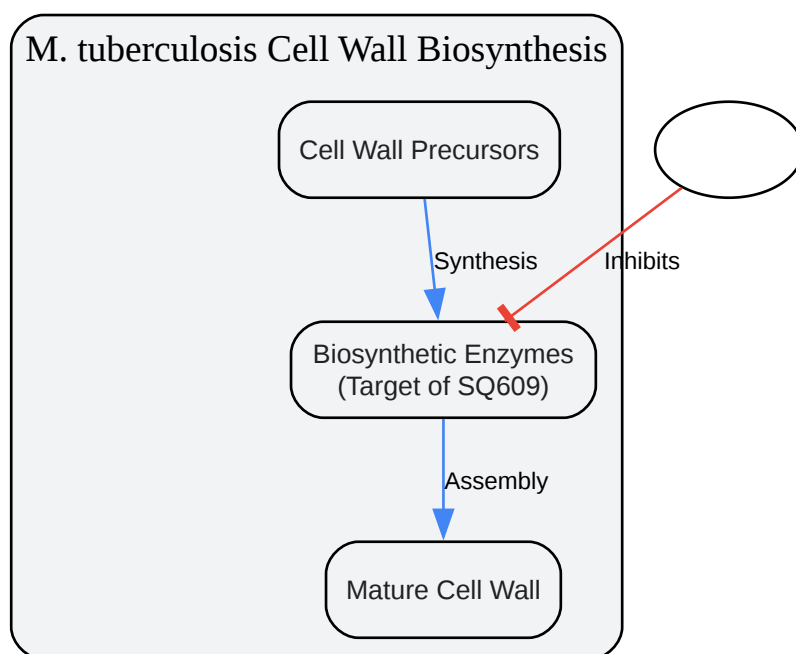 M. tuberculosis Cell Wall Biosynthesis
Cell Wall Precursors
Synthesis
Inhibits
Biosynthetic Enzymes
(Target of SQ609)
Assembly
Mature Cell Wall